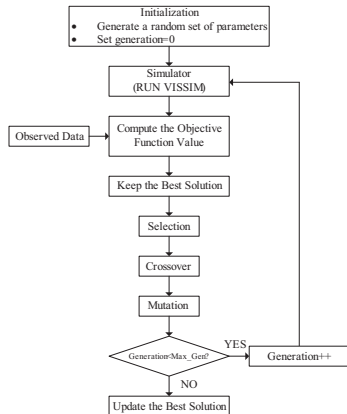 Initialization
• Generate a random set of parameters
• Set generation=0
Simulator
(RUN VISSIM)
Observed Data
Compute the Objective
Function Value
Keep the Best Solution
Selection
Crossover
Mutation
Generation<Max_Gen?
YES
Generation++
NO
Update the Best Solution